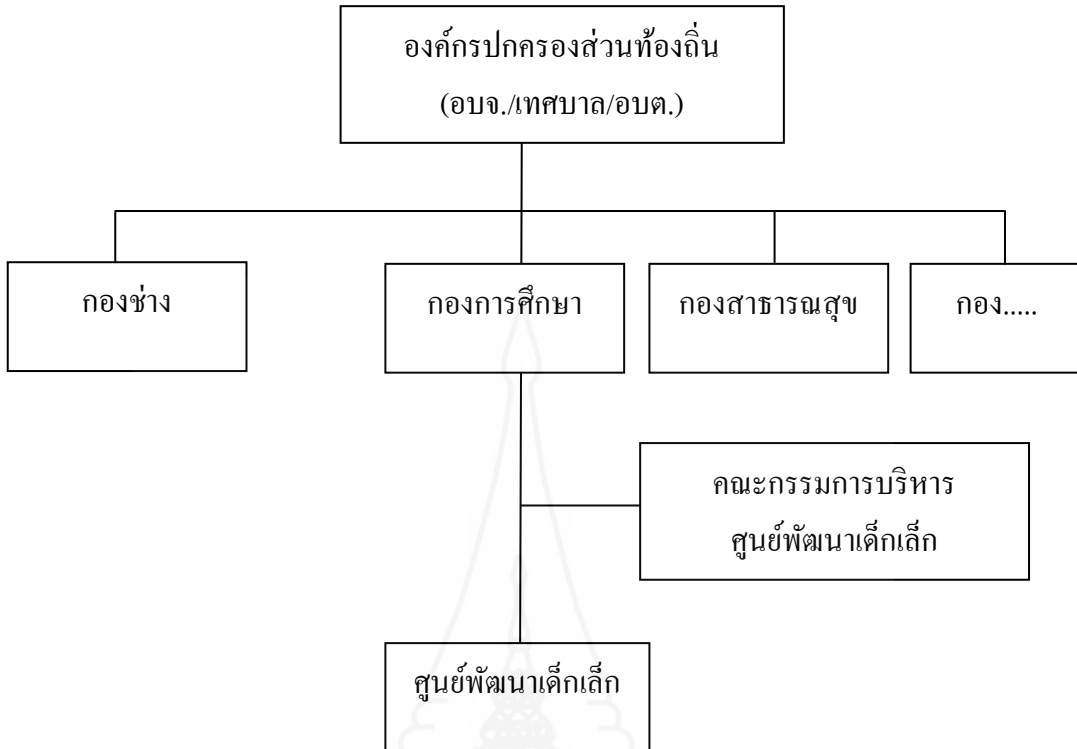 องค์กรปกครองส่วนท้องถิ่น
(อบจ./เทศบาล/อบต.)
กองช่าง
กองการศึกษา
กองสาธารณสุข
กอง.....
คณะกรรมการบริหาร
ศูนย์พัฒนาเด็กเล็ก
ศูนย์พัฒนาเด็กเล็ก